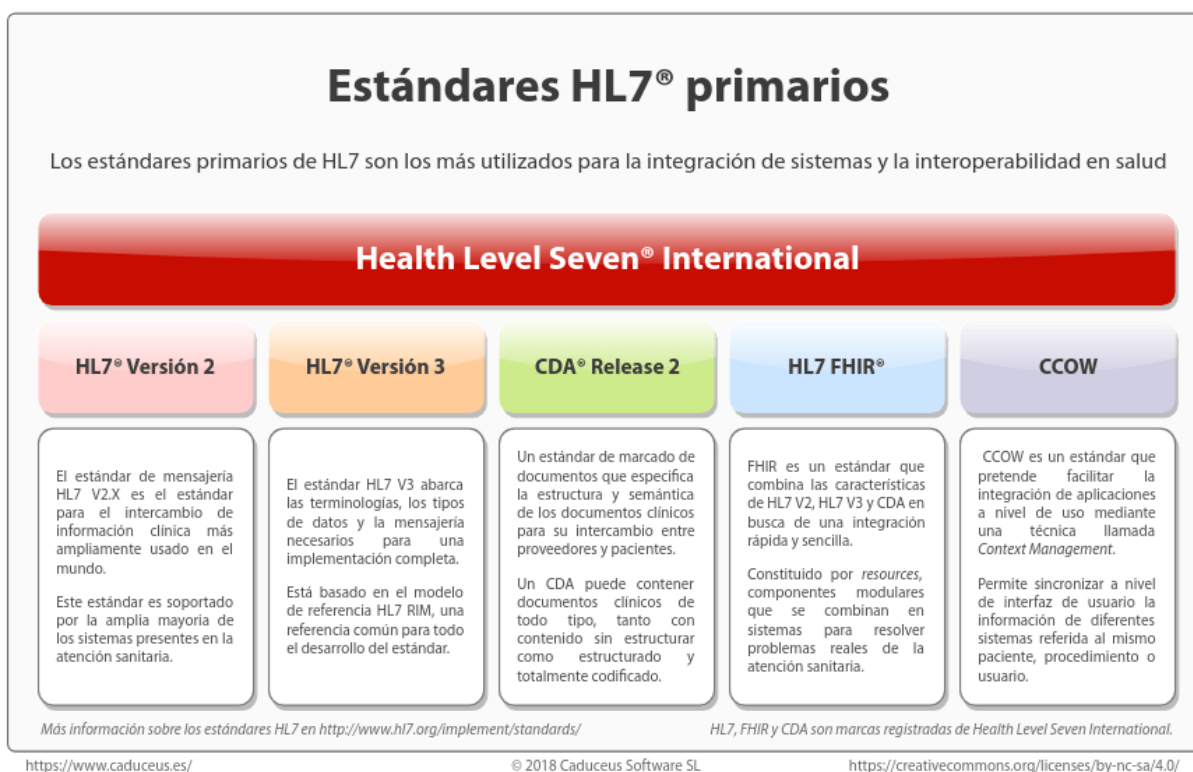 Estándares HL7® primarios
Los estándares primarios de HL7 son los más utilizados para la integración de sistemas y la interoperabilidad en salud
Health Level Seven® International
HL7® Versión 2
El estándar de mensajería
HL7 V2.X es el estándar
para el intercambio de
información clínica más
ampliamente usado en el
mundo.
Este estándar es soportado
por la amplia mayoria de
los sistemas presentes en la
atención sanitaria.
HL7® Versión 3
El estándar HL7 V3 abarca
las terminologías, los tipos
de datos y la mensajería
necesarios para una
implementación completa.
Está basado en el modelo
de referencia HL7 RIM, una
referencia común para todo
el desarrollo del estándar.
CDA® Release 2
Un estándar de marcado de
documentos que especifica
la estructura y semántica
de los documentos clínicos
para su intercambio entre
proveedores y pacientes.
Un CDA puede contener
documentos clínicos de
todo tipo, tanto con
contenido sin estructurar
como estructurado y
totalmente codificado.
HL7 FHIR®
FHIR es un estándar que
combina las características
de HL7 V2, HL7 V3 y CDA en
busca de una integración
rápida y sencilla.
Constituido por resources,
componentes modulares
que se combinan en
sistemas para resolver
problemas reales de la
atención sanitaria.
CCOW
CCOW es un estándar que
pretende facilitar la
integración de aplicaciones
a nivel de uso mediante
una técnica llamada
Context Management.
Permite sincronizar a nivel
de interfaz de usuario la
información de diferentes
sistemas referida al mismo
paciente, procedimiento o
usuario.
Más información sobre los estándares HL7 en http://www.hl7.org/implement/standards/
HL7, FHIR y CDA son marcas registradas de Health Level Seven International.
https://www.caduceus.es/
© 2018 Caduceus Software SL
https://creativecommons.org/licenses/by-nc-sa/4.0/